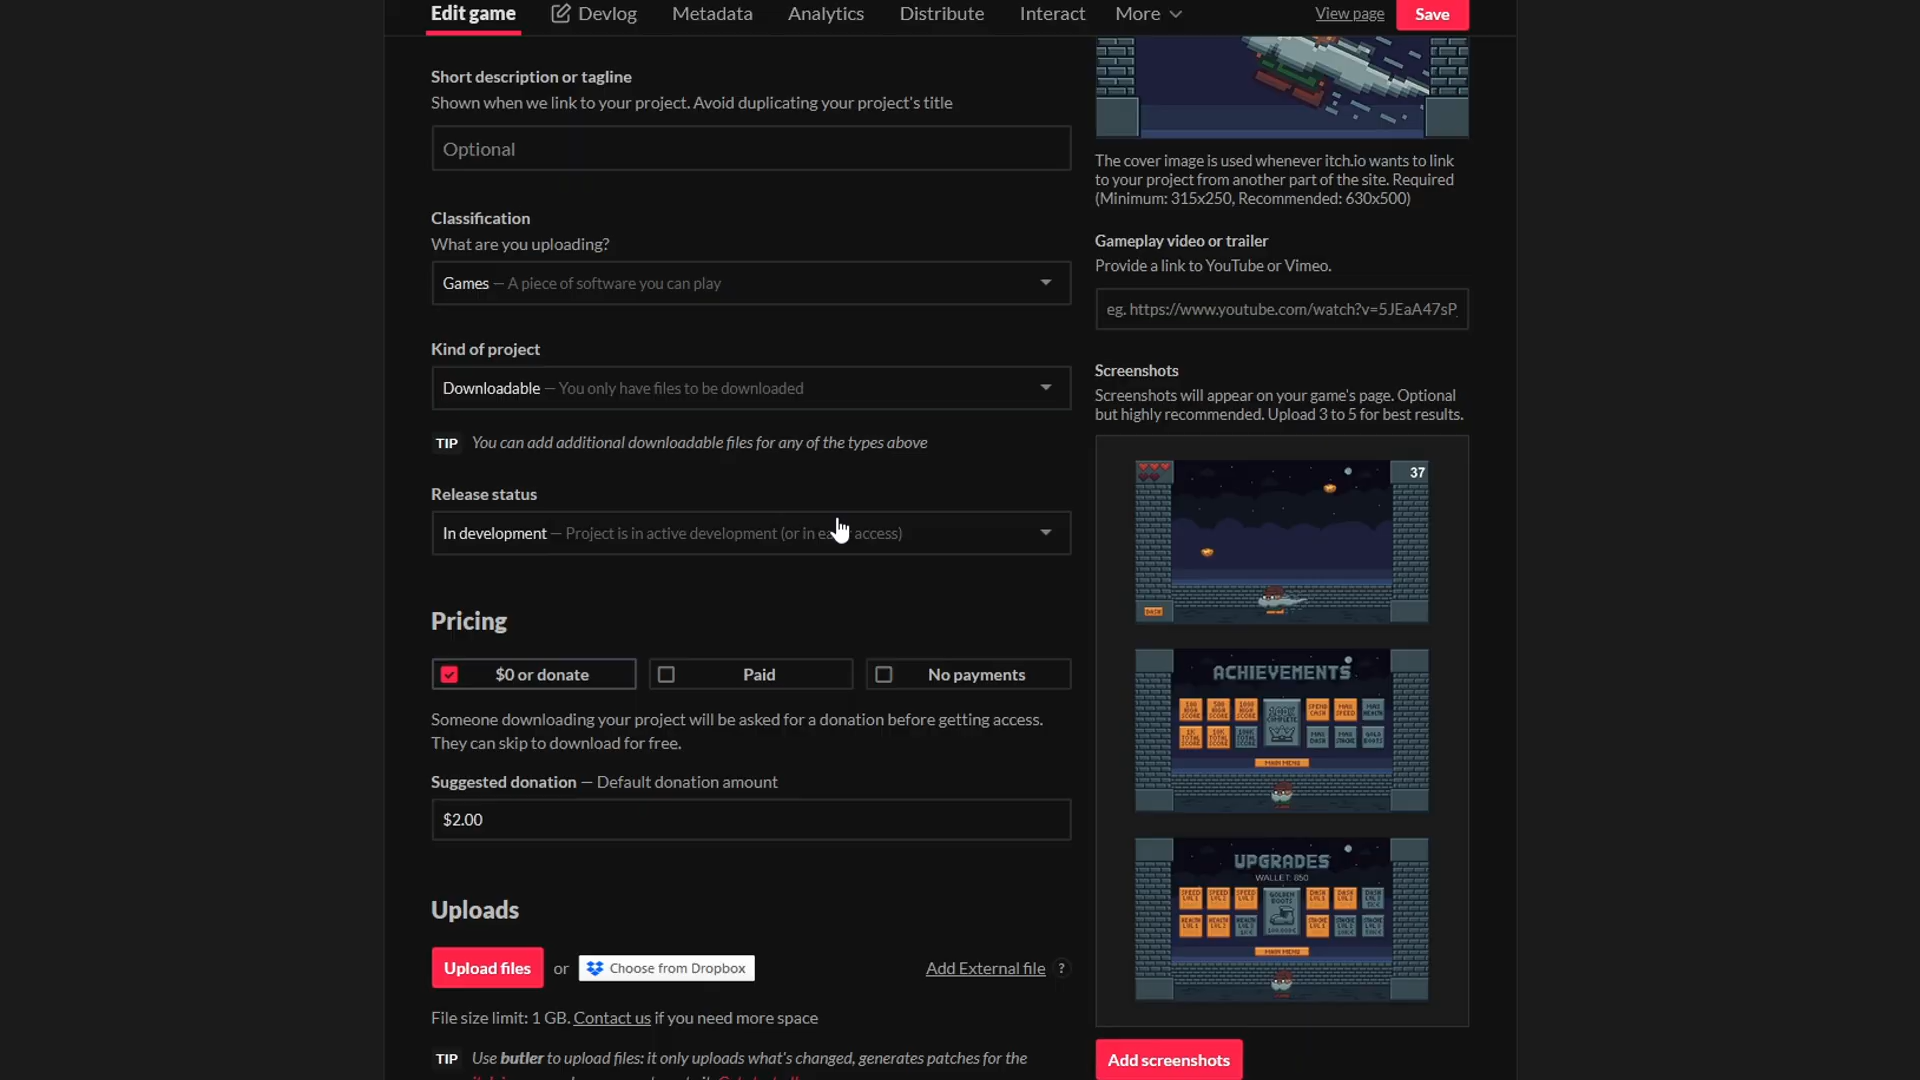 Edit game
Devlog
Metadata
Analytics
Distribute
Interact
More
View page
Save
Short description or tagline
Shown when we link to your project. Avoid duplicating your project's title
Optional
Classification
What are you uploading?
Games — A piece of software you can play
Kind of project
Downloadable — You only have files to be downloaded
TIP You can add additional downloadable files for any of the types above
Release status
In development — Project is in active development (or in access)
Pricing
$0 or donate
Paid
No payments
Someone downloading your project will be asked for a donation before getting access.
They can skip to download for free.
Suggested donation — Default donation amount
$2.00
Uploads
Upload files or Choose from Dropbox
Add External file ?
File size limit: 1 GB. Contact us if you need more space
TIP Use butler to upload files: it only uploads what's changed, generates patches for the
The cover image is used whenever itch.io wants to link
to your project from another part of the site. Required
(Minimum: 315x250, Recommended: 630x500)
Gameplay video or trailer
Provide a link to YouTube or Vimeo.
eg. https://www.youtube.com/watch?v=5JEaA47sP
Screenshots
Screenshots will appear on your game's page. Optional
but highly recommended. Upload 3 to 5 for best results.
37
DASH
ACHIEVEMENTS
MAIN MENU
UPGRADES
WALLET: 850
MAIN MENU
Add screenshots